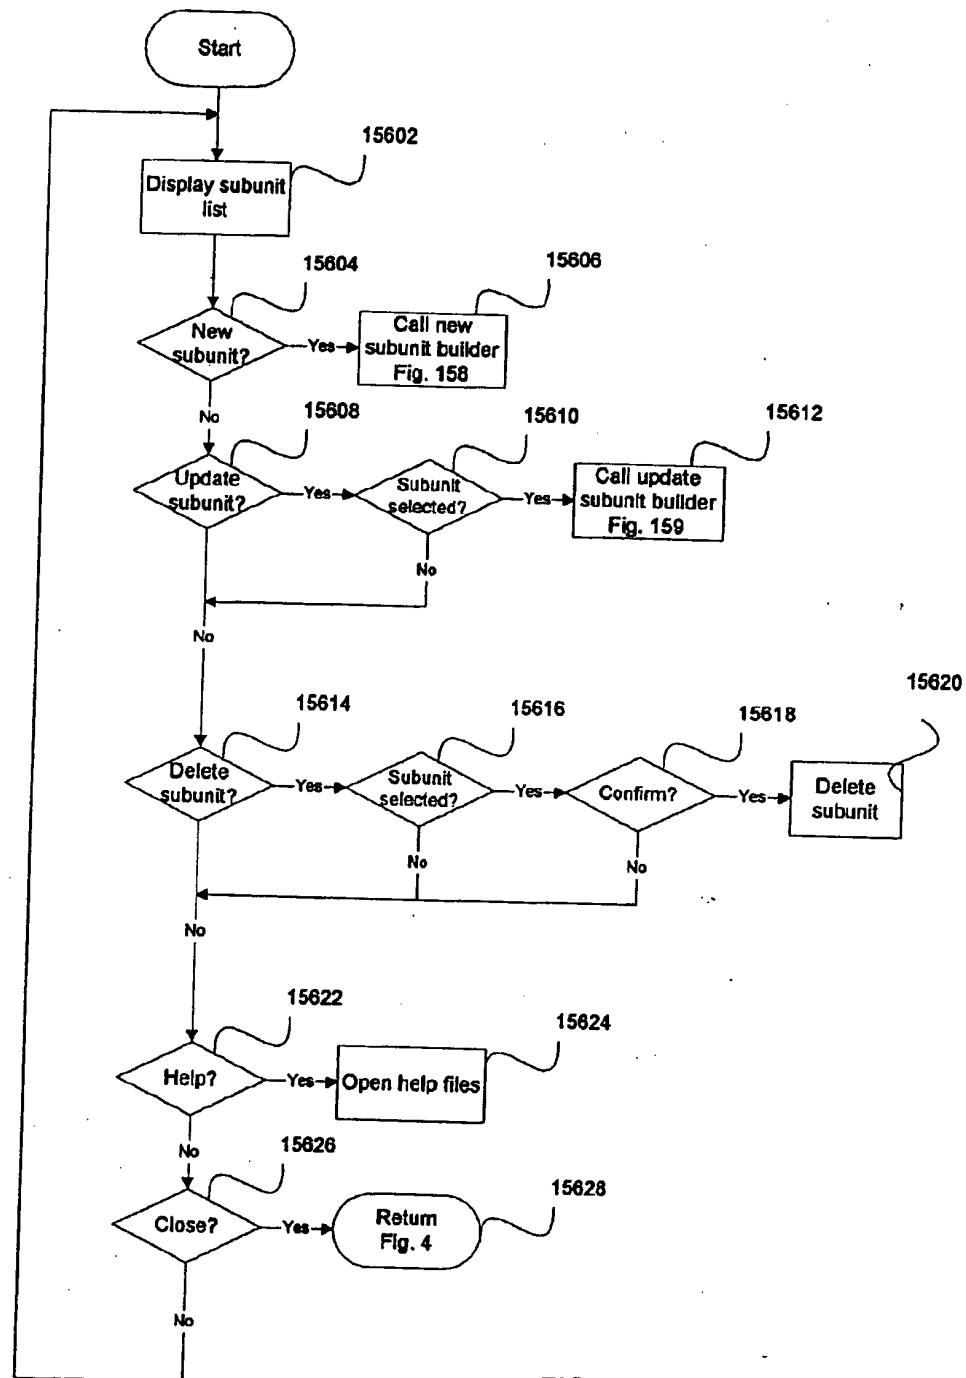 Start
15602
Display subunit
list
15604
15606
New
subunit?
Yes
Call new
subunit builder
Fig. 158
No
15608
15610
15612
Update
subunit?
Yes
Subunit
selected?
Yes
Call update
subunit builder
Fig. 159
No
No
15614
15616
15618
15620
Delete
subunit?
Yes
Subunit
selected?
Yes
Confirm?
Yes
Delete
subunit
No
No
No
15622
15624
Help?
Yes
Open help files
No
15626
15628
Close?
Yes
Return
Fig. 4
No